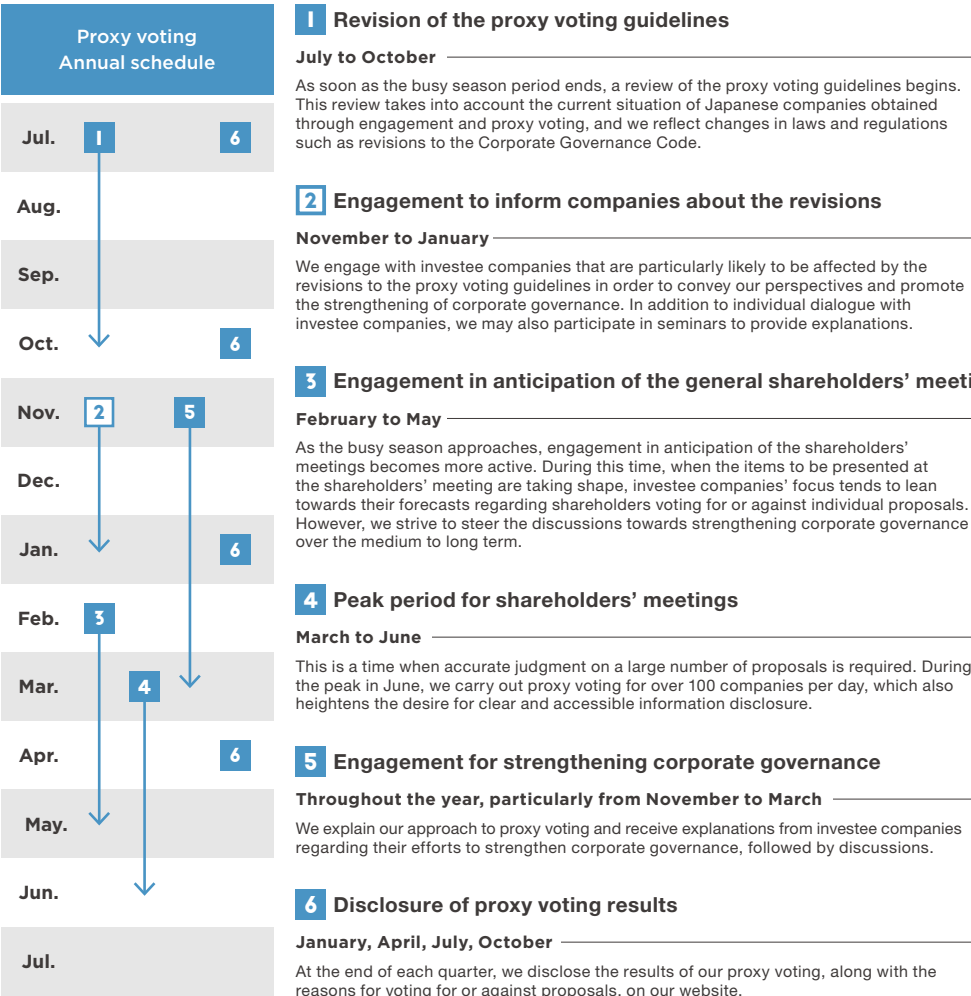 Proxy voting
Annual schedule
Jul. 1 6
Aug.
Sep.
Oct. 6
Nov. 2 5
Dec.
Jan. 6
Feb. 3
Mar. 4
Apr. 6
May.
Jun.
Jul.
1 Revision of the proxy voting guidelines
July to October
As soon as the busy season period ends, a review of the proxy voting guidelines begins.
This review takes into account the current situation of Japanese companies obtained
through engagement and proxy voting, and we reflect changes in laws and regulations
such as revisions to the Corporate Governance Code.
2 Engagement to inform companies about the revisions
November to January
We engage with investee companies that are particularly likely to be affected by the
revisions to the proxy voting guidelines in order to convey our perspectives and promote
the strengthening of corporate governance. In addition to individual dialogue with
investee companies, we may also participate in seminars to provide explanations.
3 Engagement in anticipation of the general shareholders’ meeti
February to May
As the busy season approaches, engagement in anticipation of the shareholders’
meetings becomes more active. During this time, when the items to be presented at
the shareholders’ meeting are taking shape, investee companies’ focus tends to lean
towards their forecasts regarding shareholders voting for or against individual proposals.
However, we strive to steer the discussions towards strengthening corporate governance
over the medium to long term.
4 Peak period for shareholders’ meetings
March to June
This is a time when accurate judgment on a large number of proposals is required. During
the peak in June, we carry out proxy voting for over 100 companies per day, which also
heightens the desire for clear and accessible information disclosure.
5 Engagement for strengthening corporate governance
Throughout the year, particularly from November to March
We explain our approach to proxy voting and receive explanations from investee companies
regarding their efforts to strengthen corporate governance, followed by discussions.
6 Disclosure of proxy voting results
January, April, July, October
At the end of each quarter, we disclose the results of our proxy voting, along with the
reasons for voting for or against proposals, on our website.